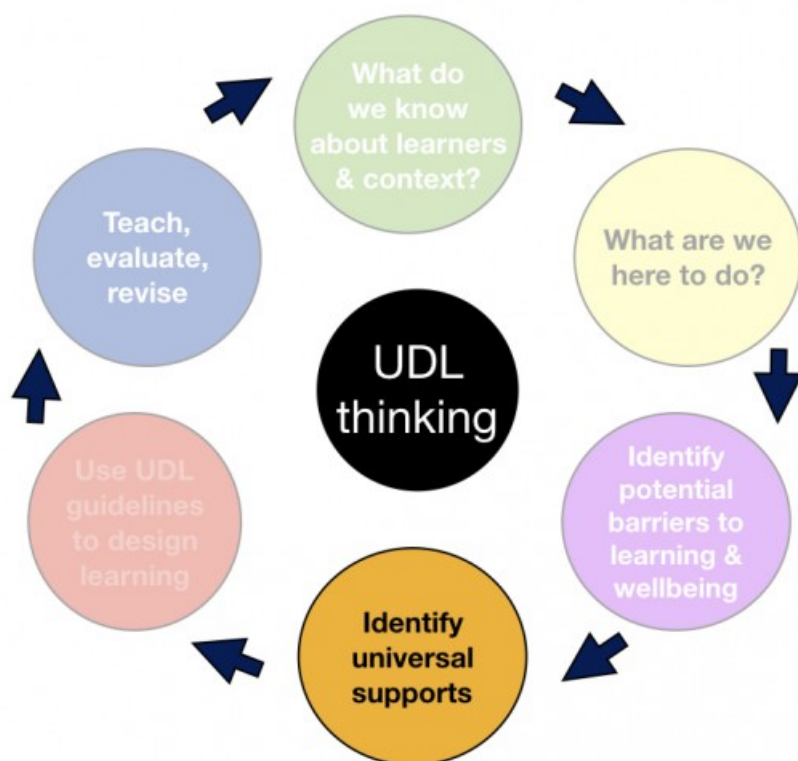 What do
we know
about learners
& context?
What are we
here to do?
Identify
potential
barriers to
learning &
wellbeing
Identify
universal
supports
Use UDL
guidelines
to design
learning
Teach,
evaluate,
revise
UDL
thinking